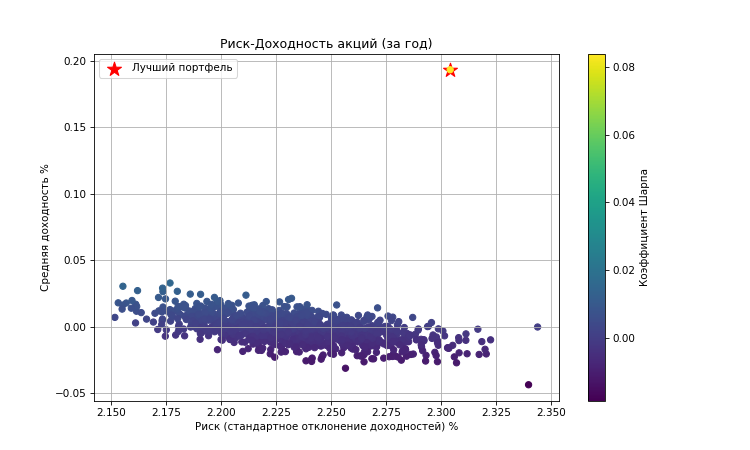 Риск-Доходность акций (за год)
Лучший портфель
Средняя доходность %
0.20
0.15
0.10
0.05
0.00
−0.05
2.150 2.175 2.200 2.225 2.250 2.275 2.300 2.325 2.350
Риск (стандартное отклонение доходностей) %
0.08
0.06
0.04
0.02
0.00
Коэффициент Шарпа